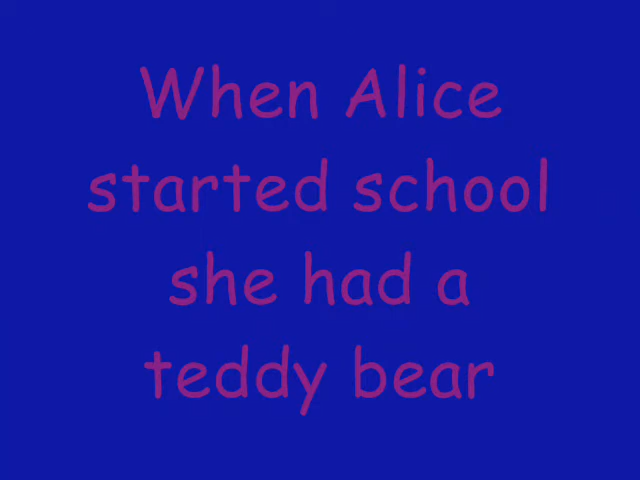 When Alice
started school
she had a
teddy bear